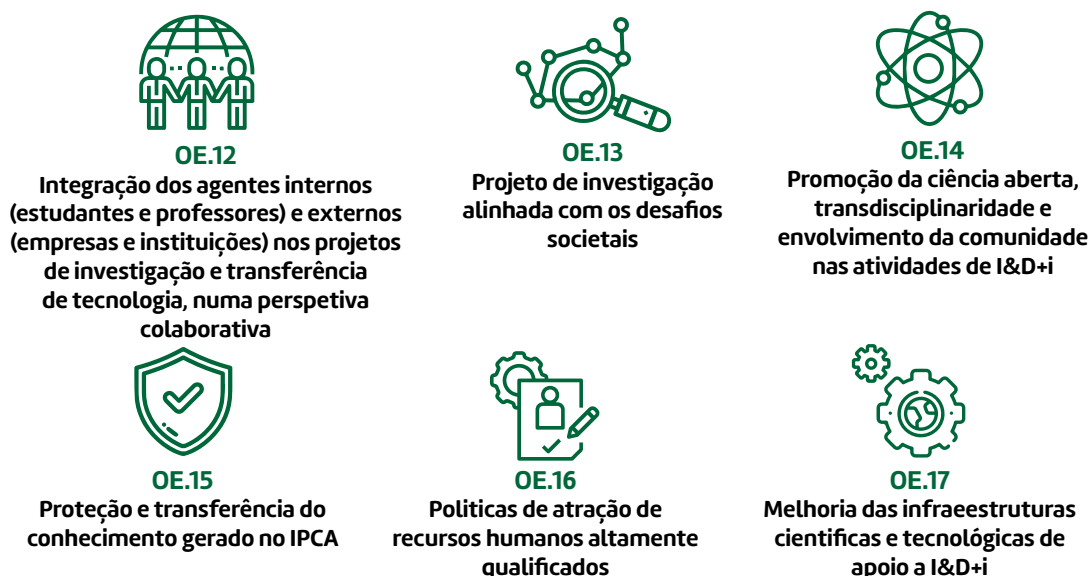 OE.12
Integração dos agentes internos
(estudantes e professores) e externos
(empresas e instituições) nos projetos
de investigação e transferência
de tecnologia, numa perspetiva
colaborativa
OE.13
Projeto de investigação
alinhada com os desafios
societais
OE.14
Promoção da ciência aberta,
transdisciplinaridade e
envolvimento da comunidade
nas atividades de I&D+i
OE.15
Proteção e transferência do
conhecimento gerado no IPCA
OE.16
Politicas de atração de
recursos humanos altamente
qualificados
OE.17
Melhoria das infraeestruturas
cientificas e tecnológicas de
apoio a I&D+i